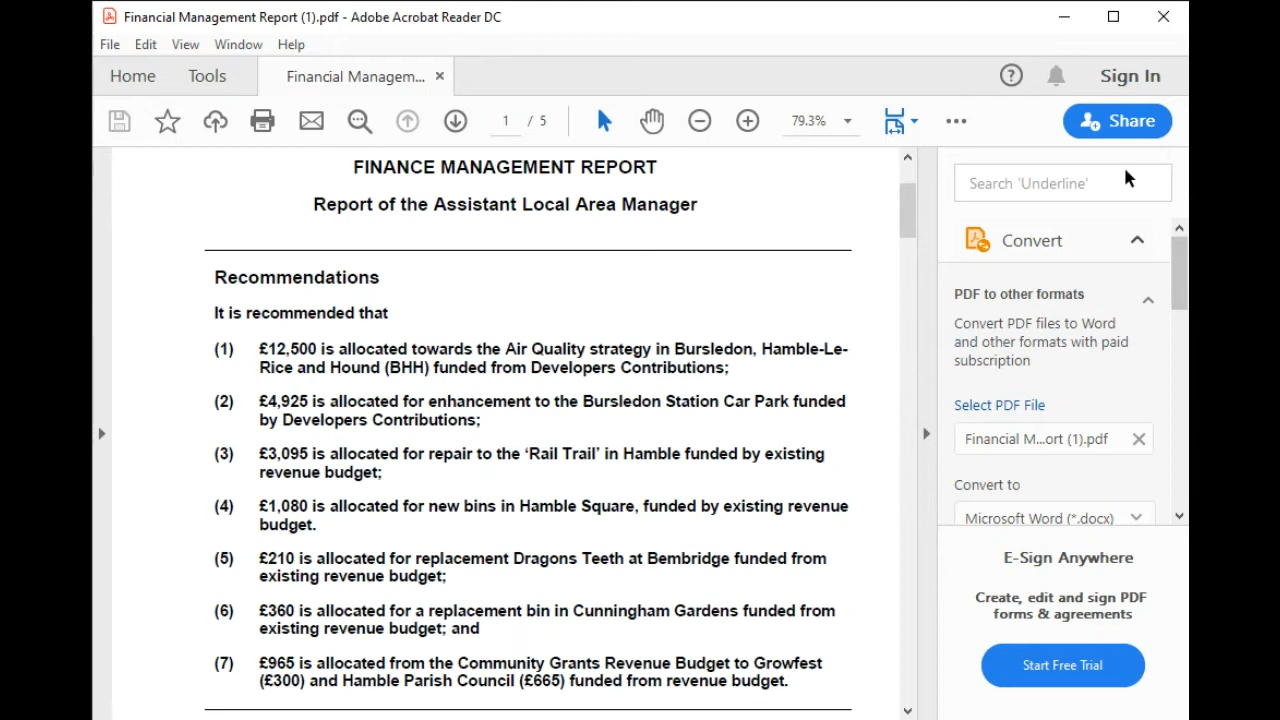 Financial Management Report (1).pdf - Adobe Acrobat Reader DC
File Edit View Window Help
Home Tools Financial Managem... ×
Sign In
1 / 5
79.3%
Share
FINANCE MANAGEMENT REPORT
Report of the Assistant Local Area Manager
Recommendations
It is recommended that
(1) £12,500 is allocated towards the Air Quality strategy in Bursledon, Hamble-Le-
Rice and Hound (BHH) funded from Developers Contributions;
(2) £4,925 is allocated for enhancement to the Bursledon Station Car Park funded
by Developers Contributions;
(3) £3,095 is allocated for repair to the ‘Rail Trail’ in Hamble funded by existing
revenue budget;
(4) £1,080 is allocated for new bins in Hamble Square, funded by existing revenue
budget.
(5) £210 is allocated for replacement Dragons Teeth at Bembridge funded from
existing revenue budget;
(6) £360 is allocated for a replacement bin in Cunningham Gardens funded from
existing revenue budget; and
(7) £965 is allocated from the Community Grants Revenue Budget to Growfest
(£300) and Hamble Parish Council (£665) funded from revenue budget.
Search 'Underline'
Convert
PDF to other formats
Convert PDF files to Word
and other formats with paid
subscription
Select PDF File
Financial M...ort (1).pdf
Convert to
Microsoft Word (*.docx)
E-Sign Anywhere
Create, edit and sign PDF
forms & agreements
Start Free Trial